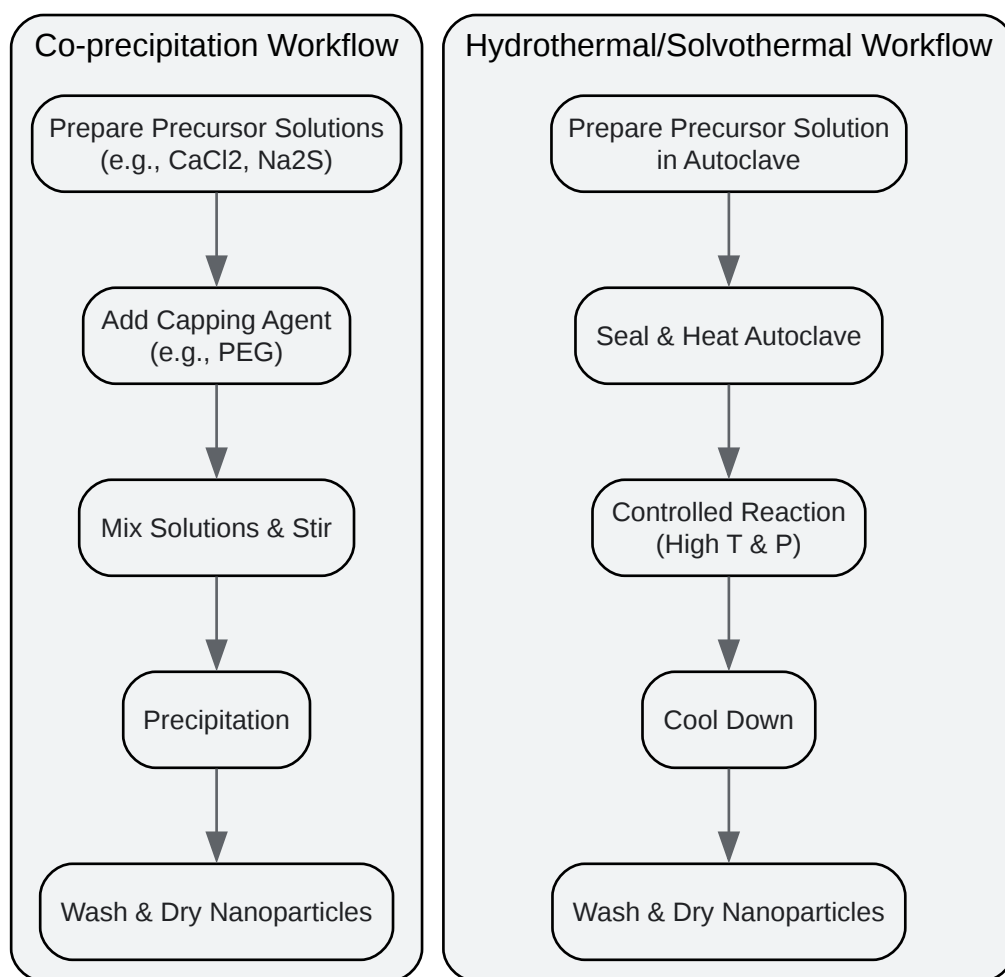 Co-precipitation Workflow
Prepare Precursor Solutions
(e.g., CaCl2, Na2S)
Add Capping Agent
(e.g., PEG)
Mix Solutions & Stir
Precipitation
Wash & Dry Nanoparticles
Hydrothermal/Solvothermal Workflow
Prepare Precursor Solution
in Autoclave
Seal & Heat Autoclave
Controlled Reaction
(High T & P)
Cool Down
Wash & Dry Nanoparticles